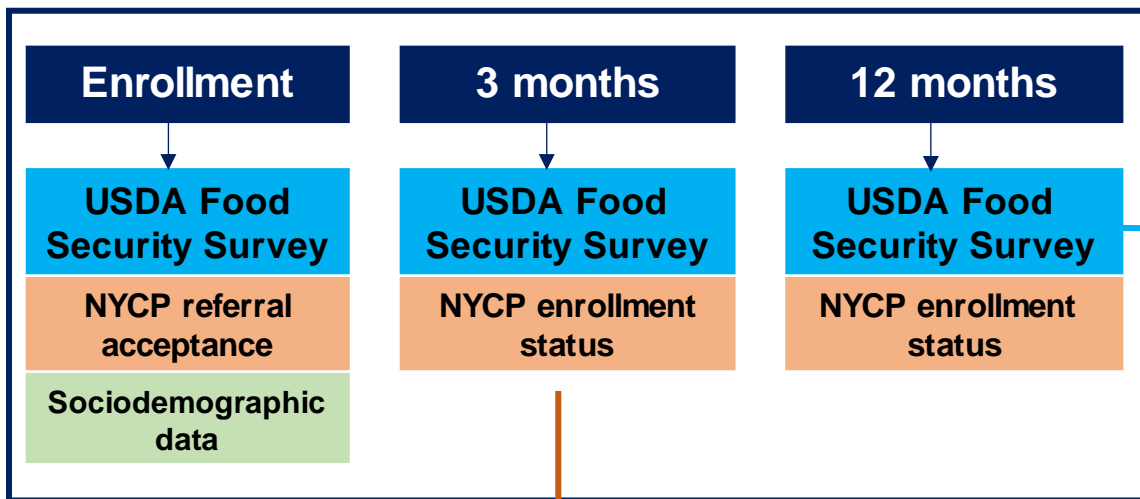 Enrollment
USDA Food
Security Survey
NYCP referral
acceptance
Sociodemographic
data
3 months
USDA Food
Security Survey
NYCP enrollment
status
12 months
USDA Food
Security Survey
NYCP enrollment
status